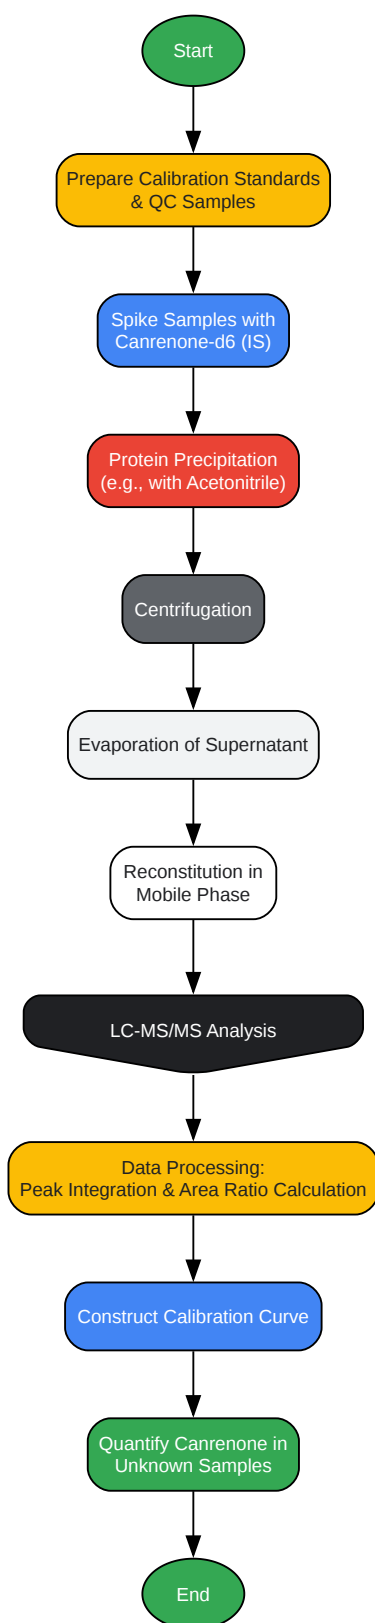 Start
Prepare Calibration Standards
& QC Samples
Spike Samples with
Canrenone-d6 (IS)
Protein Precipitation
(e.g., with Acetonitrile)
Centrifugation
Evaporation of Supernatant
Reconstitution in
Mobile Phase
LC-MS/MS Analysis
Data Processing:
Peak Integration & Area Ratio Calculation
Construct Calibration Curve
Quantify Canrenone in
Unknown Samples
End